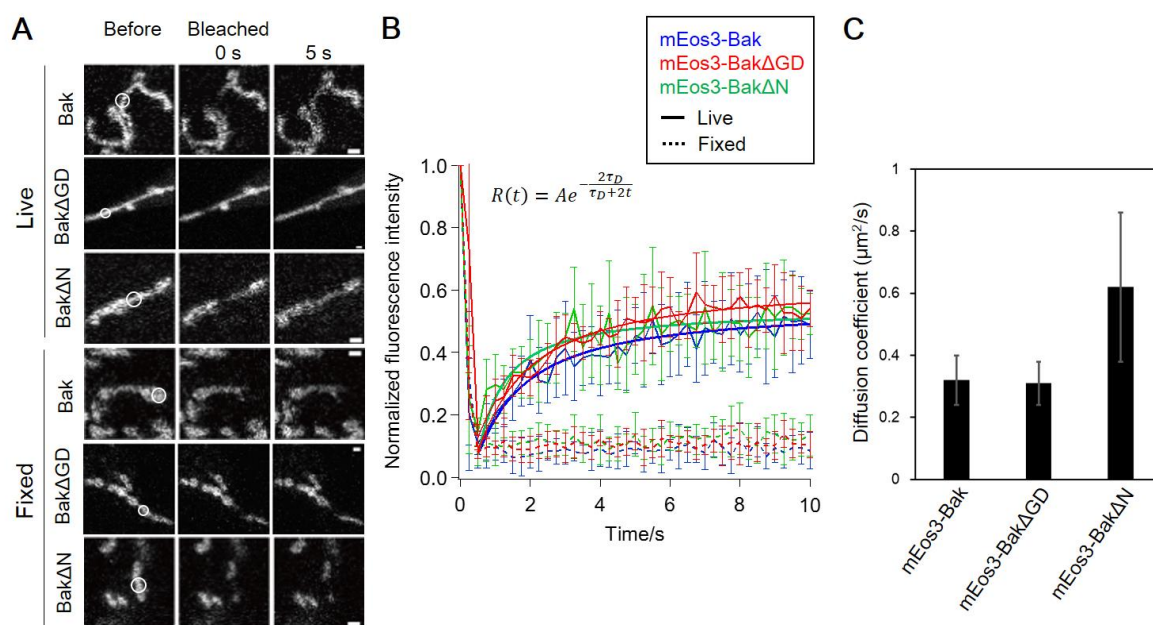 A
Before
Bleached
0 s
5 s
Live
Bak
BakΔGD
BakΔN
Fixed
Bak
BakΔGD
BakΔN
B
mEos3-Bak
mEos3-BakΔGD
mEos3-BakΔN
Live
Fixed
R(t) = Ae^{-\frac{2τ_D}{τ_D+2t}}
Normalized fluorescence intensity
1.0
0.8
0.6
0.4
0.2
0.0
0 2 4 6 8 10
Time/s
C
Diffusion coefficient (μm²/s)
1
0.8
0.6
0.4
0.2
0
mEos3-Bak
mEos3-BakΔGD
mEos3-BakΔN